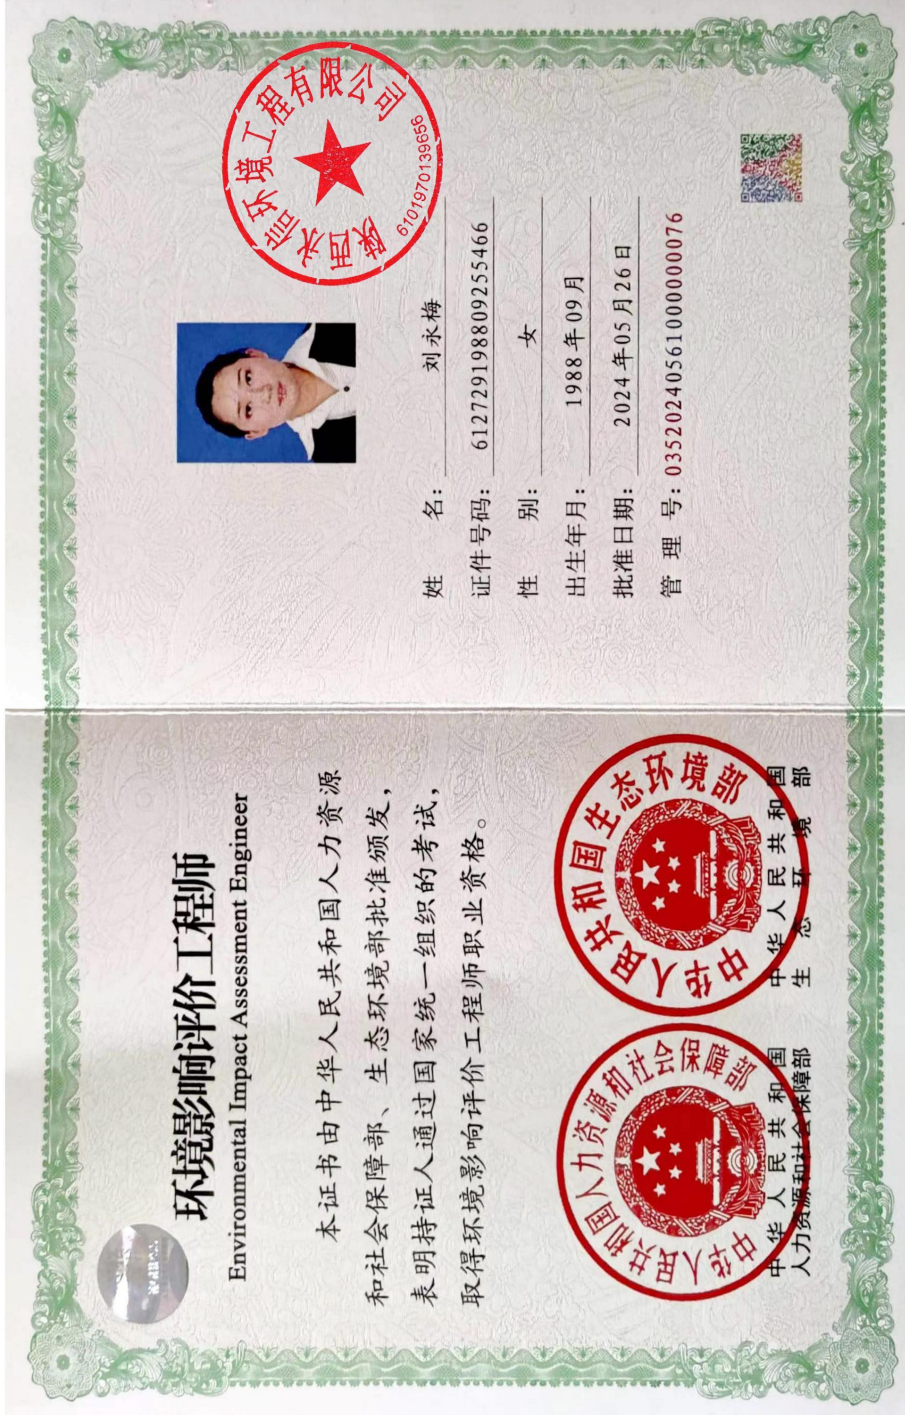 环境影响评价工程师
Environmental Impact Assessment Engineer
本证书由中华人民共和国人力资源
和社会保障部、生态环境部批准颁发，
表明持证人通过国家统一组织的考试，
取得环境影响评价工程师职业资格。
中华人民共和国人力资源和社会保障部
中华人民共和国
人力资源和社会保障部
中华人民共和国生态环境部
中华人民共和国
生态环境部
姓名：刘永梅
证件号码：612729198809255466
性别：女
出生年月：1988年09月
批准日期：2024年05月26日
管理号：03520240561000000076
陕西永信环境工程有限公司
6101970139656